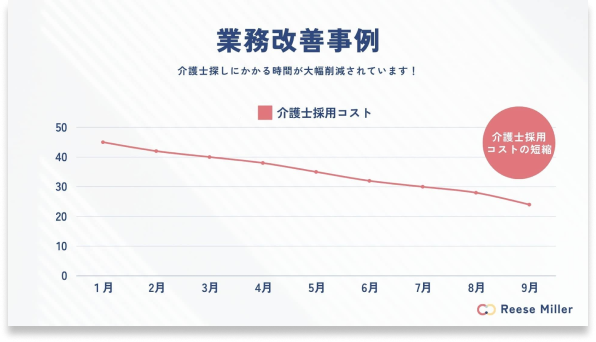 業務改善事例
介護士探しにかかる時間が大幅削減されています！
介護士採用コスト
介護士採用
コストの短縮
50
40
30
20
10
0
1月 2月 3月 4月 5月 6月 7月 8月 9月
Reese Miller